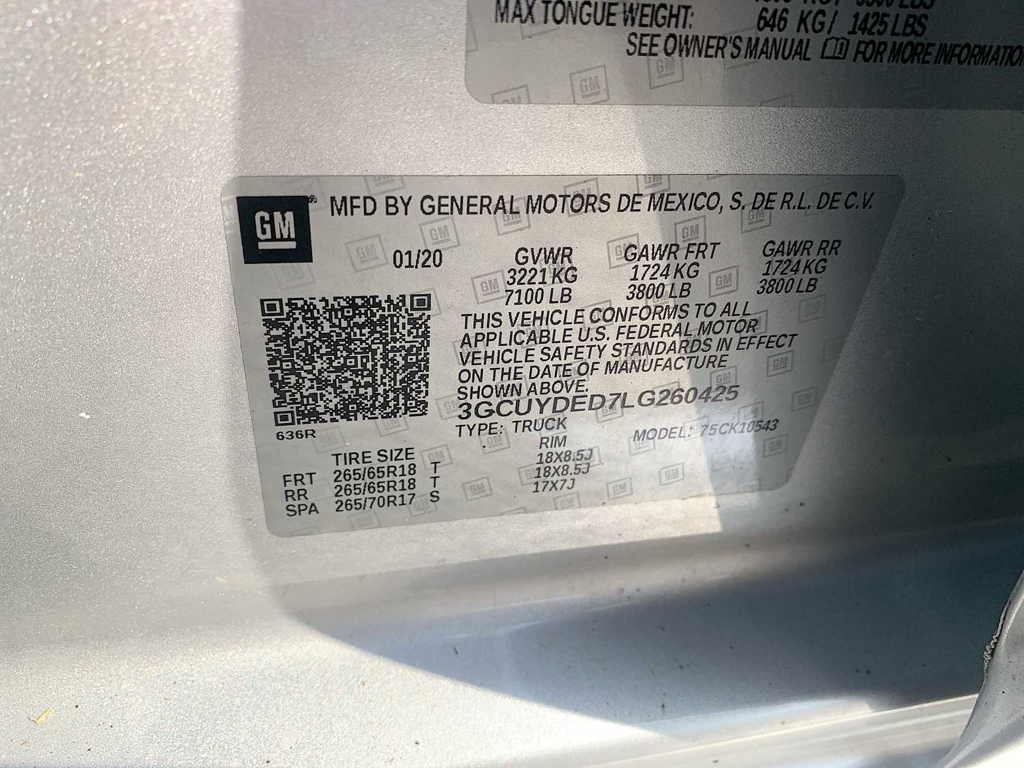 MAX TONGUE WEIGHT: 646 KG/ 1425 LBS
SEE OWNER'S MANUAL FOR MORE INFORMATION
GM
MFD BY GENERAL MOTORS DE MEXICO, S. DE R.L. DE C.V.
01/20
GVWR GAWR FRT GAWR RR
3221 KG 1724 KG 1724 KG
7100 LB 3800 LB 3800 LB
THIS VEHICLE CONFORMS TO ALL
APPLICABLE U.S. FEDERAL MOTOR
VEHICLE SAFETY STANDARDS IN EFFECT
ON THE DATE OF MANUFACTURE
SHOWN ABOVE.
3GCUYDED7LG260425
636R
TYPE: TRUCK MODEL: 75CK10543
TIRE SIZE RIM
FRT 265/65R18 T 18X8.5J
RR 265/65R18 T 18X8.5J
SPA 265/70R17 S 17X7J